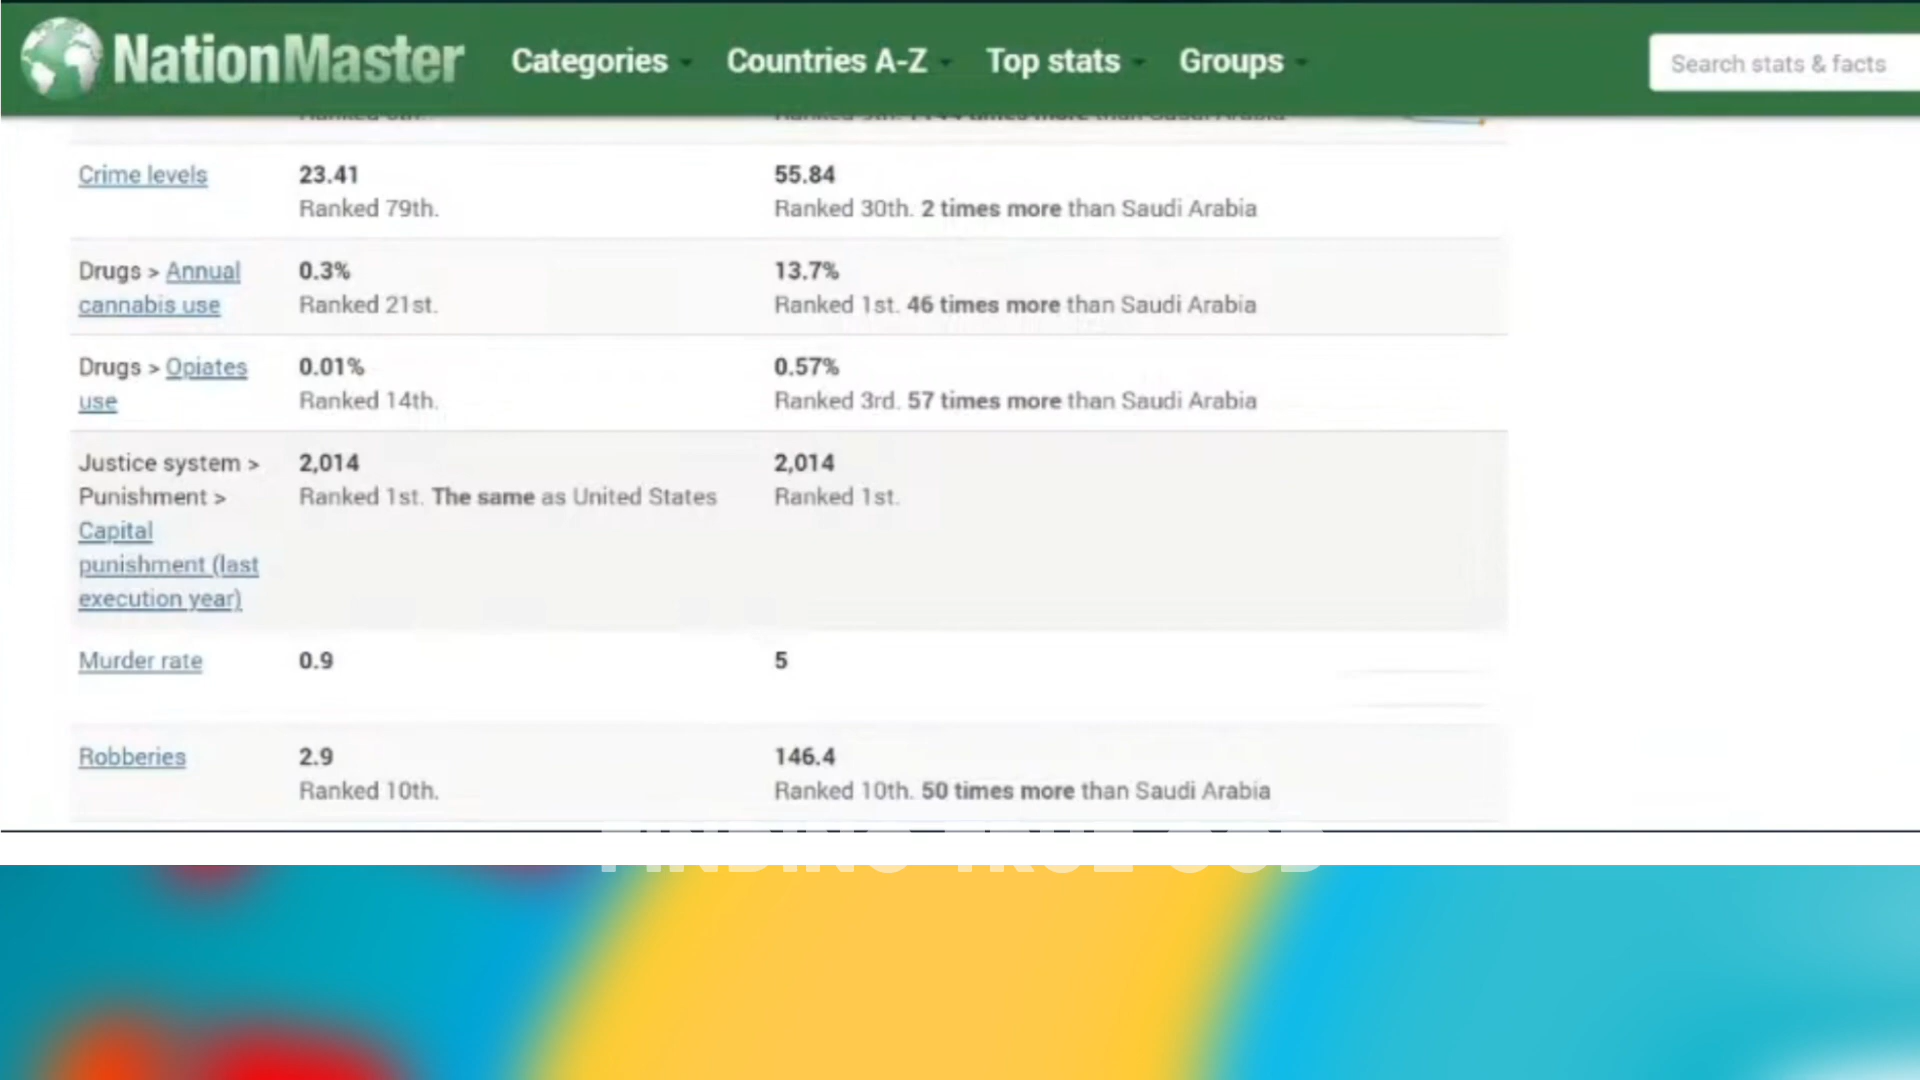 NationMaster Categories Countries A-Z Top stats Groups Search stats & facts
Crime levels 23.41 55.84
Ranked 79th. Ranked 30th. 2 times more than Saudi Arabia
Drugs > Annual 0.3% 13.7%
cannabis use Ranked 21st. Ranked 1st. 46 times more than Saudi Arabia
Drugs > Opiates 0.01% 0.57%
use Ranked 14th. Ranked 3rd. 57 times more than Saudi Arabia
Justice system > 2,014 2,014
Punishment > Ranked 1st. The same as United States Ranked 1st.
Capital
punishment (last
execution year)
Murder rate 0.9 5
Robberies 2.9 146.4
Ranked 10th. Ranked 10th. 50 times more than Saudi Arabia